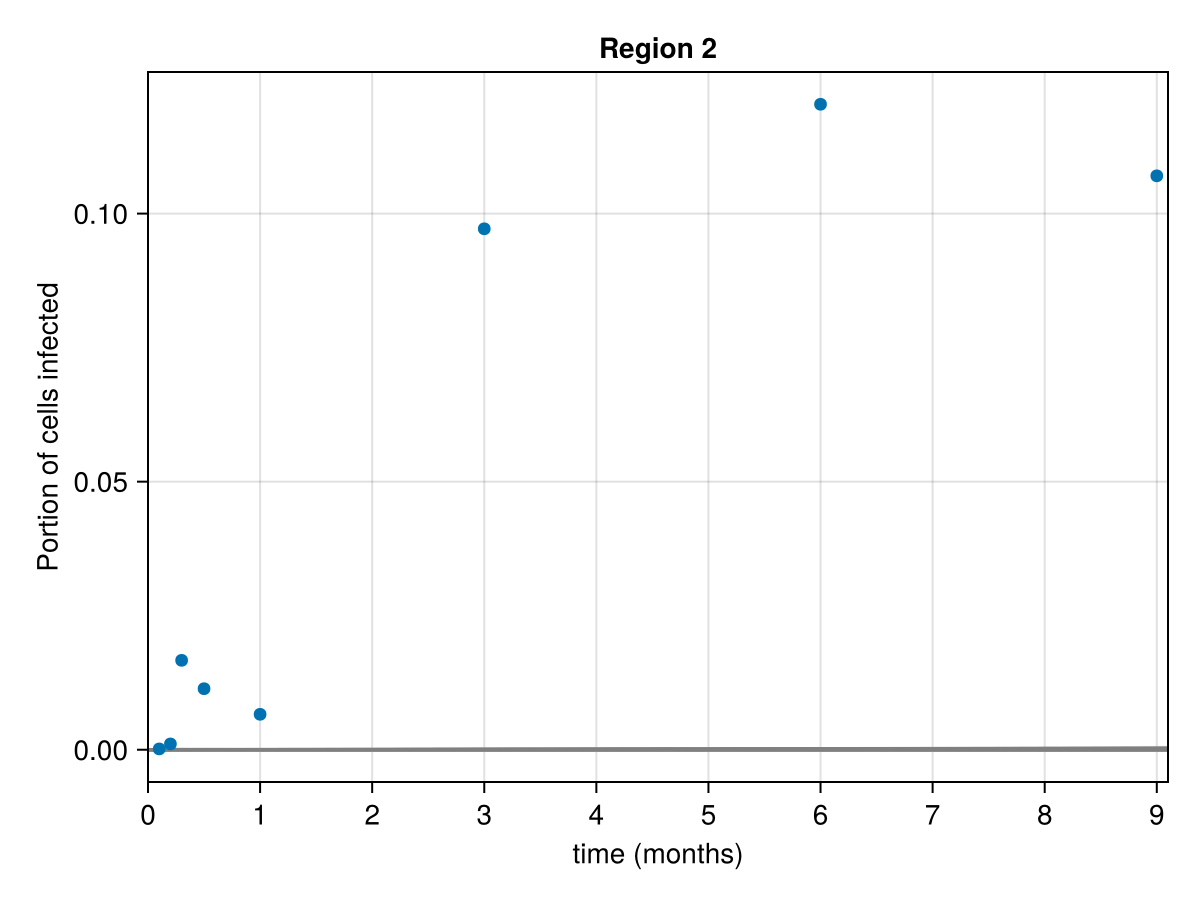 Region 2
Portion of cells infected
0.10
0.05
0.00
0 1 2 3 4 5 6 7 8 9
time (months)